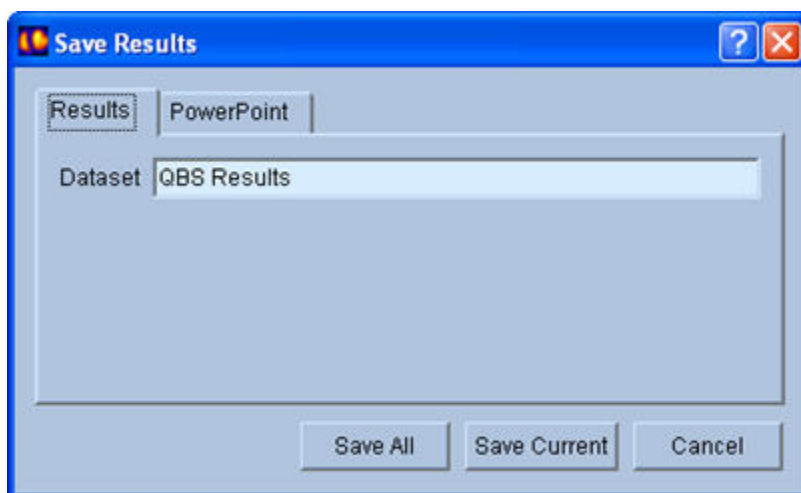 Save Results
Results PowerPoint
Dataset QBS Results
Save All Save Current Cancel